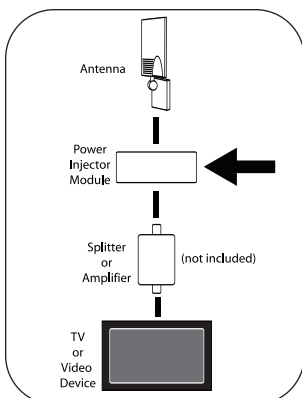 Antenna
Power
Injector
Module
Splitter
or
Amplifier
(not included)
TV
or
Video
Device